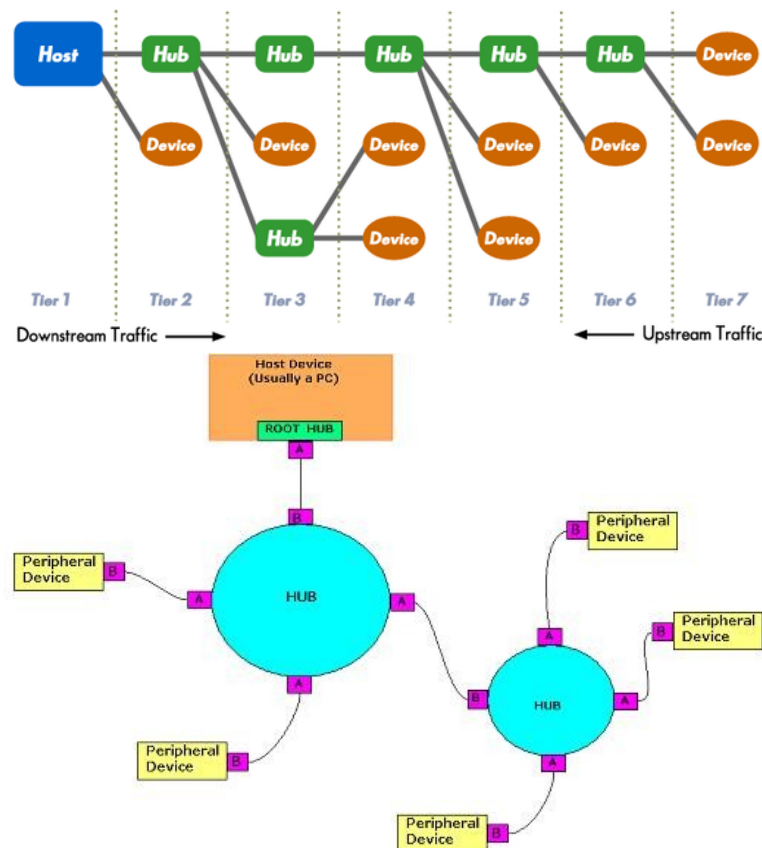 Host
Hub
Hub
Hub
Hub
Hub
Device
Device
Device
Device
Device
Device
Device
Hub
Device
Device
Tier 1
Tier 2
Tier 3
Tier 4
Tier 5
Tier 6
Tier 7
Downstream Traffic
Upstream Traffic
Host Device
(Usually a PC)
ROOT HUB
A
B
Peripheral
Device
B
A
HUB
A
A
Peripheral
Device
B
B
Peripheral
Device
A
B
HUB
A
B
Peripheral
Device
A
Peripheral
Device
B